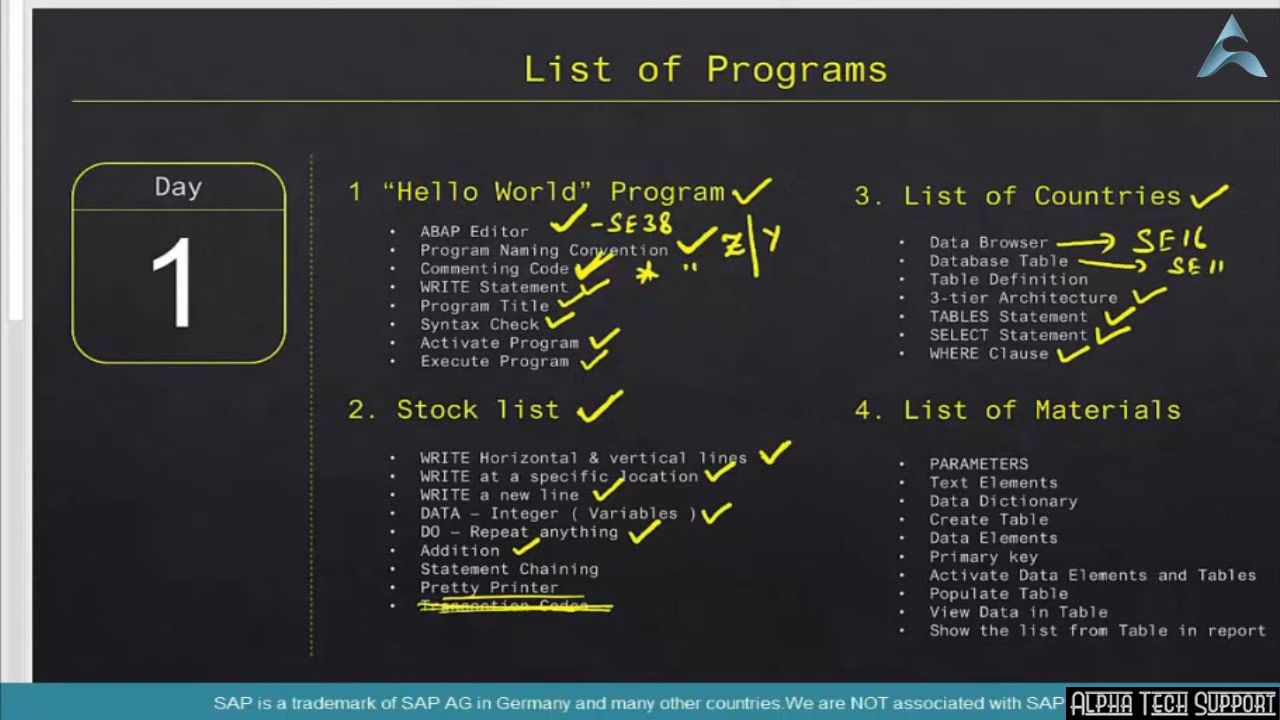 List of Programs
Day
1
1 “Hello World” Program
• ABAP Editor -SE38
• Program Naming Convention Z|Y
• Commenting Code * "
• WRITE Statement
• Program Title
• Syntax Check
• Activate Program
• Execute Program
2. Stock list
• WRITE Horizontal & vertical lines
• WRITE at a specific location
• WRITE a new line
• DATA – Integer ( Variables )
• DO – Repeat anything
• Addition
• Statement Chaining
• Pretty Printer
• Transaction Codes
3. List of Countries
• Data Browser → SE16
• Database Table → SE11
• Table Definition
• 3-tier Architecture
• TABLES Statement
• SELECT Statement
• WHERE Clause
4. List of Materials
• PARAMETERS
• Text Elements
• Data Dictionary
• Create Table
• Data Elements
• Primary key
• Activate Data Elements and Tables
• Populate Table
• View Data in Table
• Show the list from Table in report
SAP is a trademark of SAP AG in Germany and many other countries.We are NOT associated with SAP
Alpha Tech Support